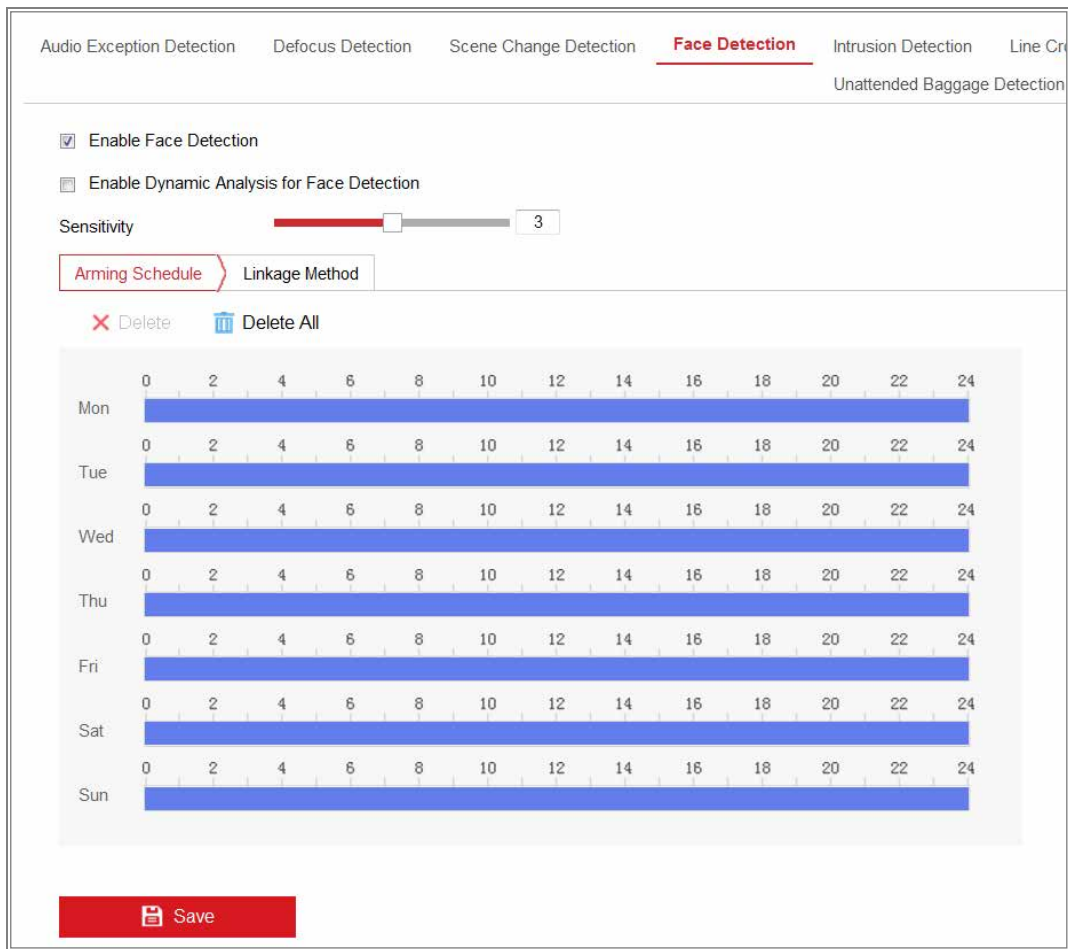 Audio Exception Detection Defocus Detection Scene Change Detection Face Detection Intrusion Detection Line Cr
Unattended Baggage Detection
Enable Face Detection
Enable Dynamic Analysis for Face Detection
Sensitivity 3
Arming Schedule Linkage Method
Delete Delete All
0 2 4 6 8 10 12 14 16 18 20 22 24
Mon
0 2 4 6 8 10 12 14 16 18 20 22 24
Tue
0 2 4 6 8 10 12 14 16 18 20 22 24
Wed
0 2 4 6 8 10 12 14 16 18 20 22 24
Thu
0 2 4 6 8 10 12 14 16 18 20 22 24
Fri
0 2 4 6 8 10 12 14 16 18 20 22 24
Sat
0 2 4 6 8 10 12 14 16 18 20 22 24
Sun
Save